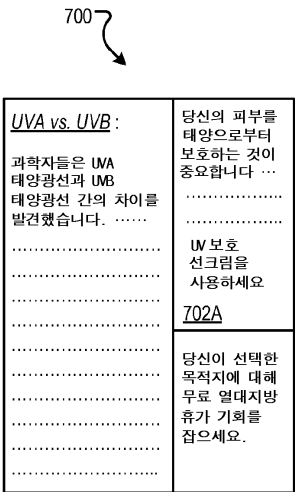 700
UVA vs. UVB :
과학자들은 UVA
태양광선과 UVB
태양광선 간의 차이를
발견했습니다. ……
…………………………
…………………………
…………………………
…………………………
…………………………
…………………………
…………………………
…………………………
…………………………
…………………………
당신의 피부를
태양으로부터
보호하는 것이
중요합니다 …
………………
………………
UV 보호
선크림을
사용하세요
702A
당신이 선택한
목적지에 대해
무료 열대지방
휴가 기회를
잡으세요.